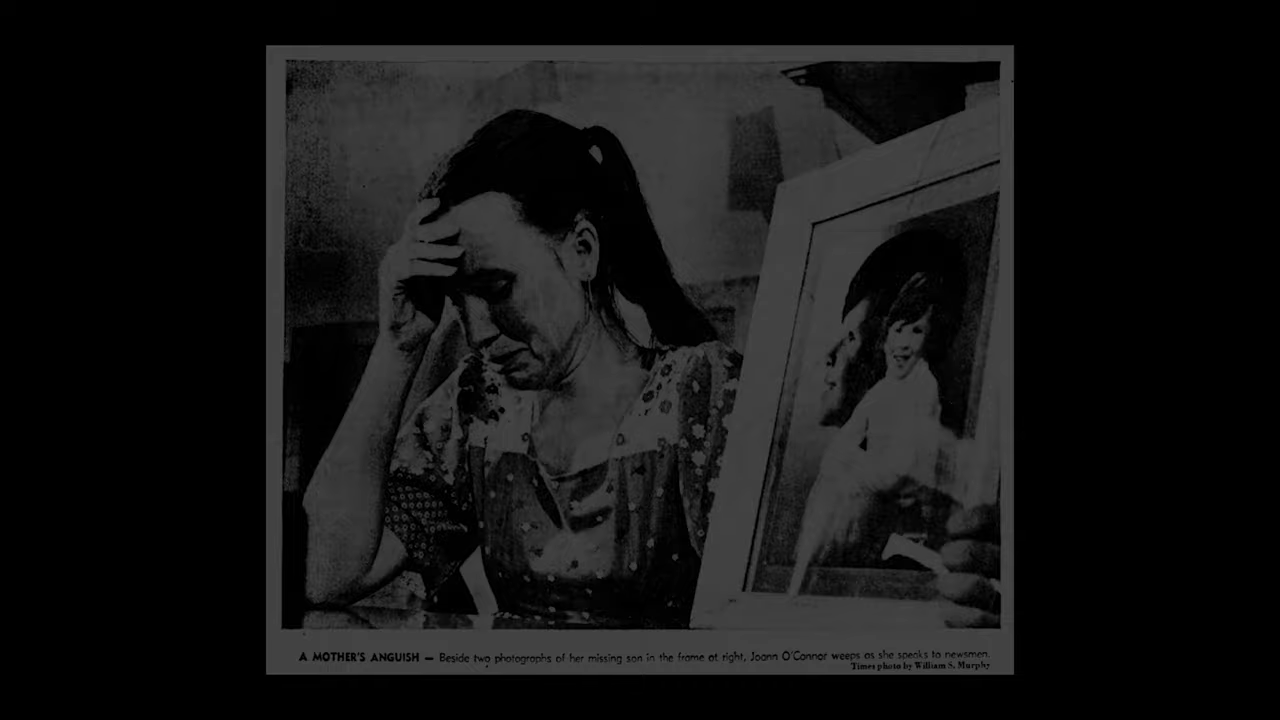 A MOTHER'S ANGUISH — Beside two photographs of her missing son in the frame at right, Joann O'Connor weeps as she speaks to newsmen.
Times photo by William S. Murphy